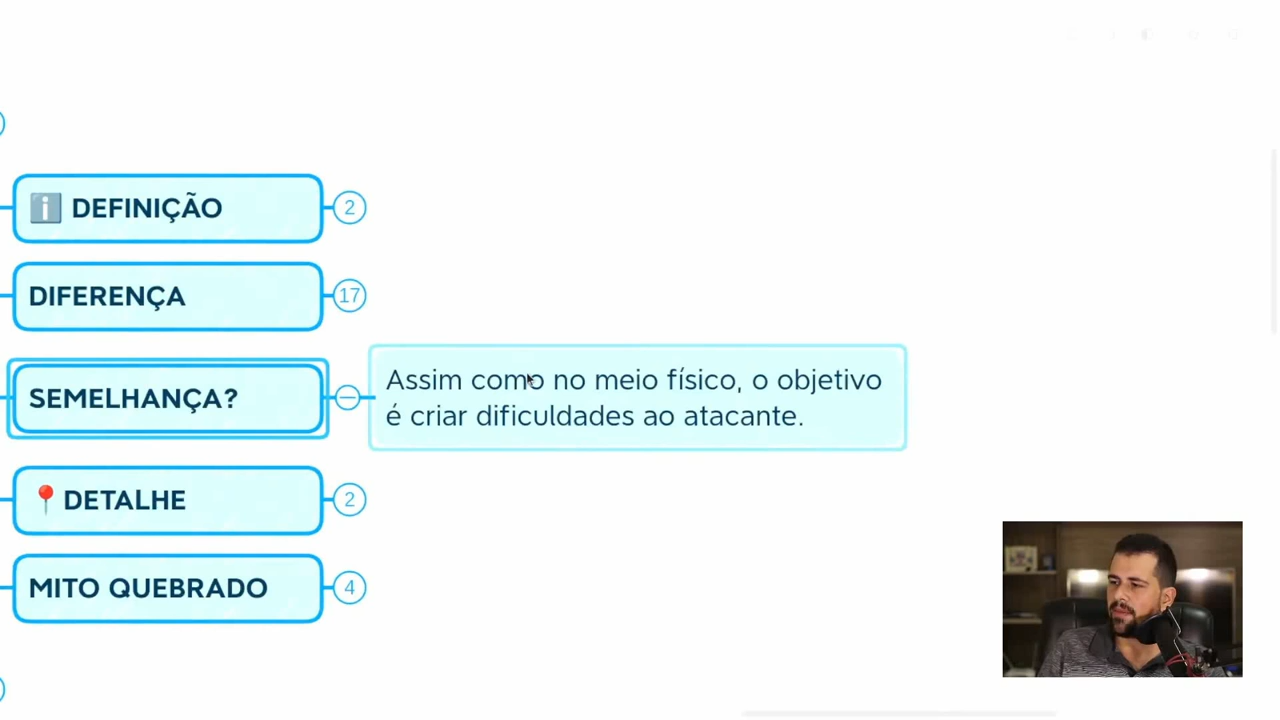 ℹ️ DEFINIÇÃO
2
DIFERENÇA
17
SEMELHANÇA?
Assim como no meio físico, o objetivo
é criar dificuldades ao atacante.
📍DETALHE
2
MITO QUEBRADO
4